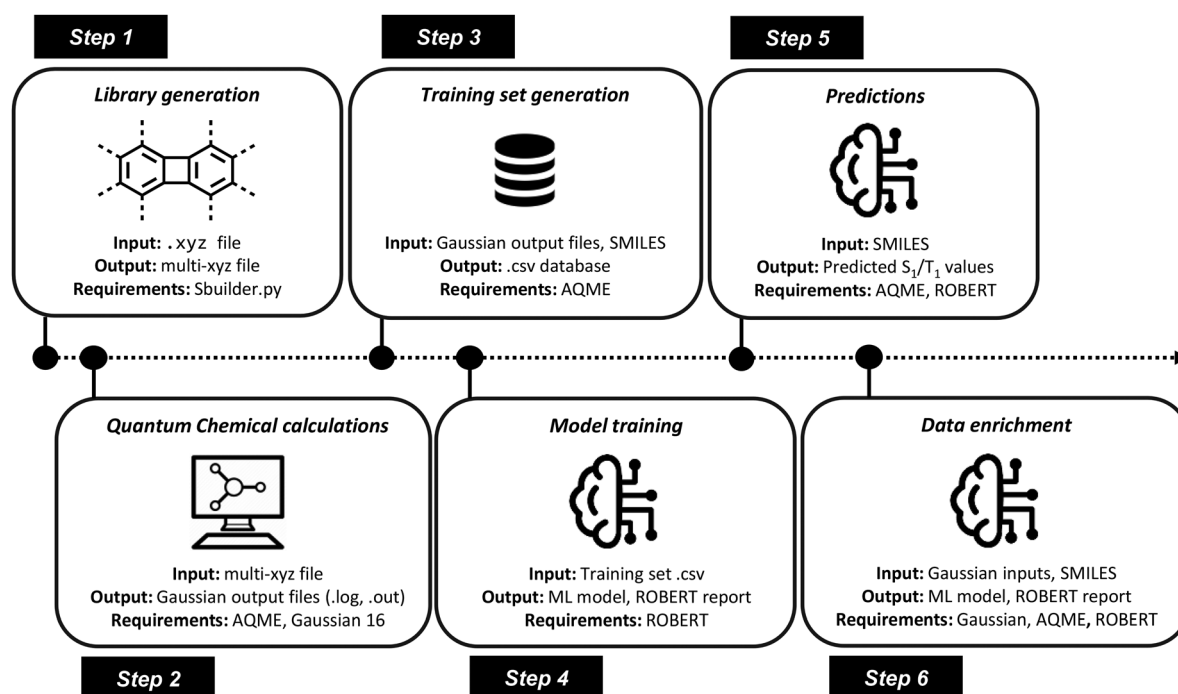 Step 1
Library generation
Input: .xyz file
Output: multi-xyz file
Requirements: Sbuilder.py
Step 2
Quantum Chemical calculations
Input: multi-xyz file
Output: Gaussian output files (.log, .out)
Requirements: AQME, Gaussian 16
Step 3
Training set generation
Input: Gaussian output files, SMILES
Output: .csv database
Requirements: AQME
Step 4
Model training
Input: Training set .csv
Output: ML model, ROBERT report
Requirements: ROBERT
Step 5
Predictions
Input: SMILES
Output: Predicted S₁/T₁ values
Requirements: AQME, ROBERT
Step 6
Data enrichment
Input: Gaussian inputs, SMILES
Output: ML model, ROBERT report
Requirements: Gaussian, AQME, ROBERT